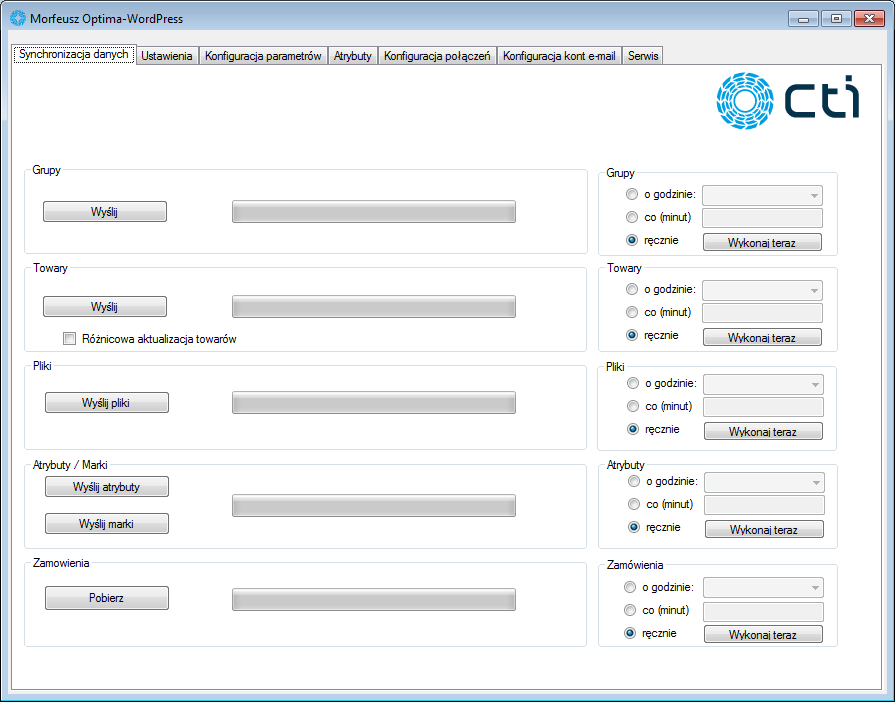 Morfeusz Optima-WordPress
Synchronizacja danych Ustawienia Konfiguracja parametrów Atrybuty Konfiguracja połączeń Konfiguracja kont e-mail Serwis
cti
Grupy
Wyślij
Grupy
o godzinie:
co (minut)
ręcznie Wykonaj teraz
Towary
Wyślij
Różnicowa aktualizacja towarów
Towary
o godzinie:
co (minut)
ręcznie Wykonaj teraz
Pliki
Wyślij pliki
Pliki
o godzinie:
co (minut)
ręcznie Wykonaj teraz
Atrybuty / Marki
Wyślij atrybuty
Wyślij marki
Atrybuty
o godzinie:
co (minut)
ręcznie Wykonaj teraz
Zamowienia
Pobierz
Zamówienia
o godzinie:
co (minut)
ręcznie Wykonaj teraz